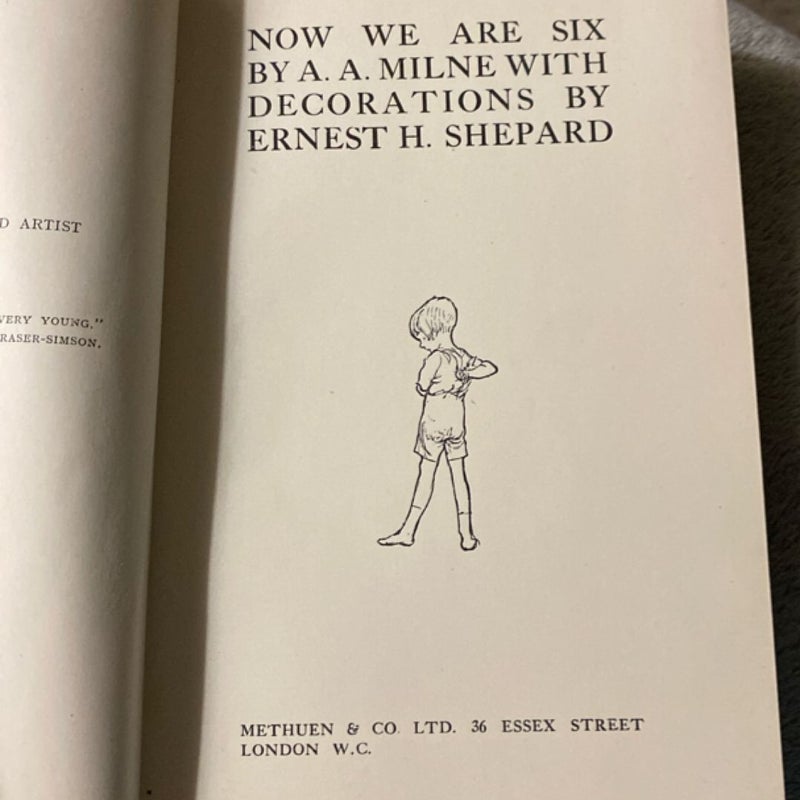 D ARTIST
VERY YOUNG."
RASER-SIMSON.
NOW WE ARE SIX
BY A. A. MILNE WITH
DECORATIONS BY
ERNEST H. SHEPARD
METHUEN & CO. LTD. 36 ESSEX STREET
LONDON W.C.